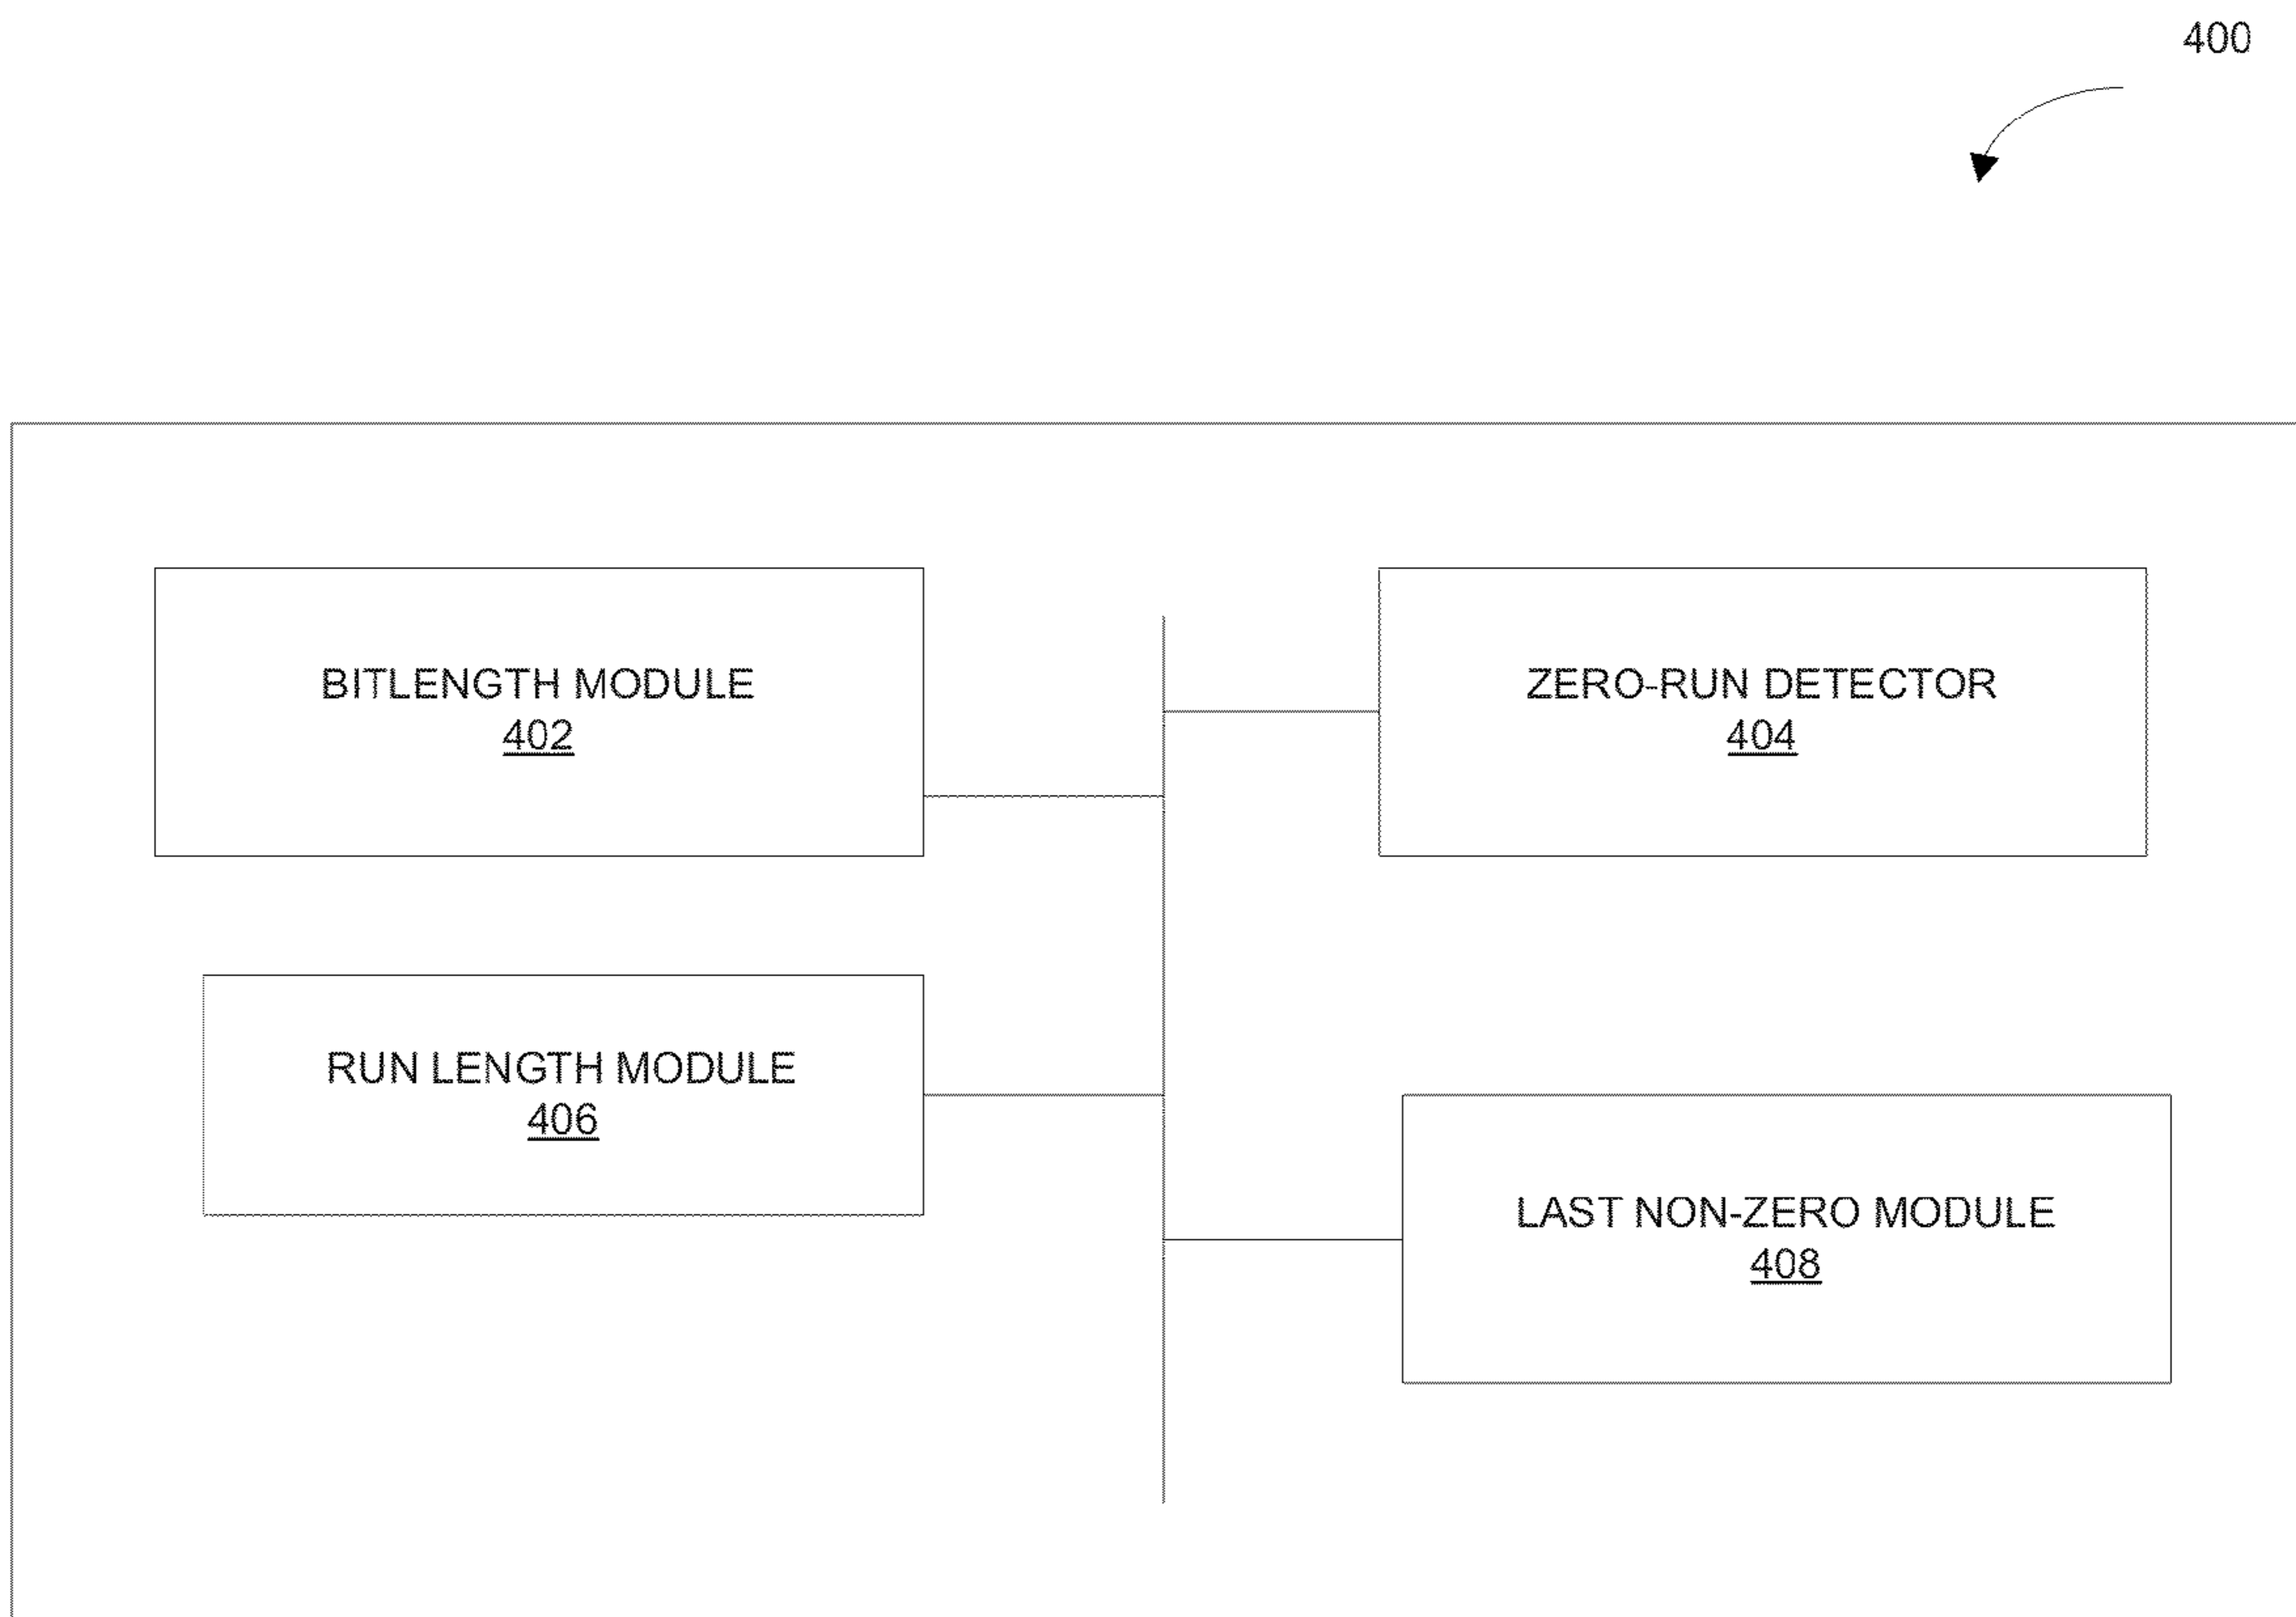 400
BITLENGTH MODULE
402
ZERO-RUN DETECTOR
404
RUN LENGTH MODULE
406
LAST NON-ZERO MODULE
408